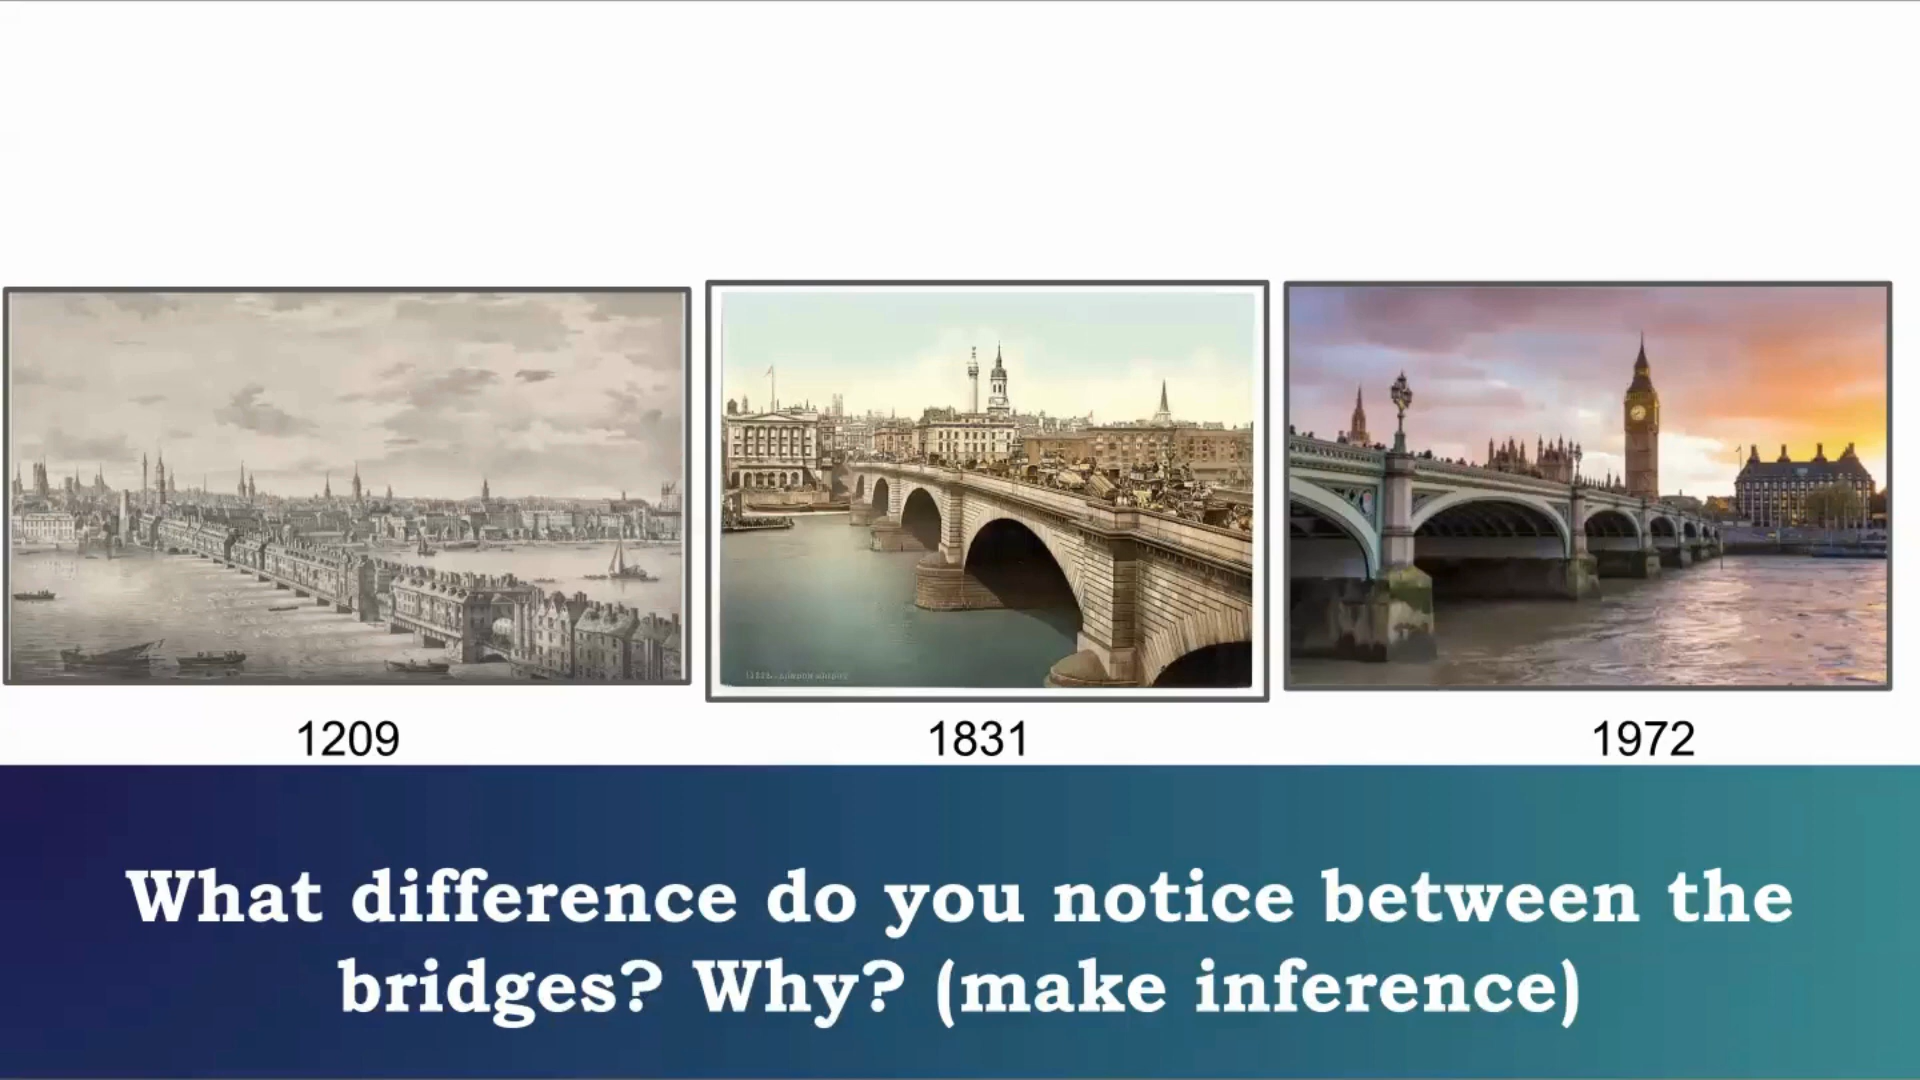 1209
1831
1972
What difference do you notice between the
bridges? Why? (make inference)